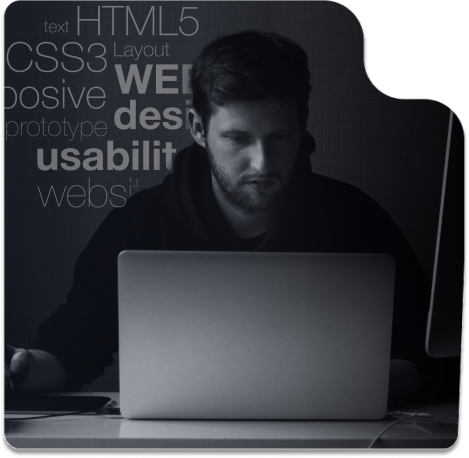 text HTML5
CSS3 Layout
posive WEB
prototype desi
usabilit
websi